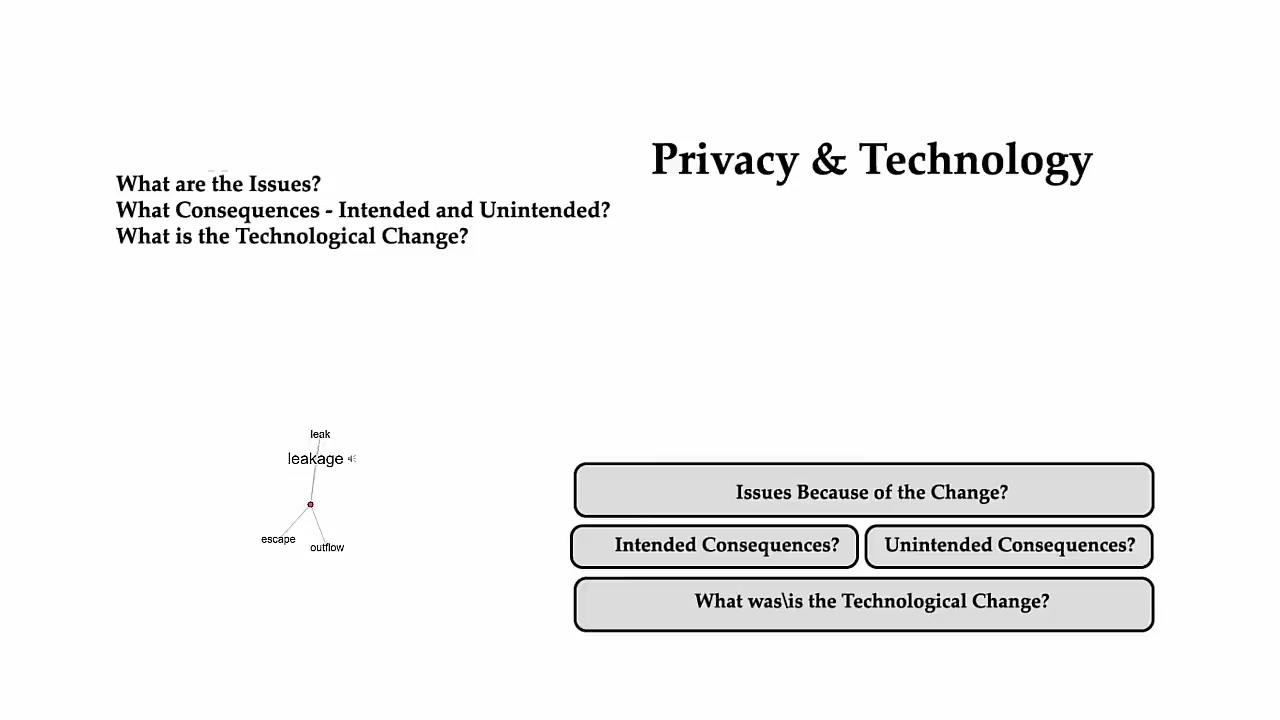 Privacy & Technology
What are the Issues?
What Consequences - Intended and Unintended?
What is the Technological Change?
leak
leakage
escape
outflow
Issues Because of the Change?
Intended Consequences?
Unintended Consequences?
What was\is the Technological Change?